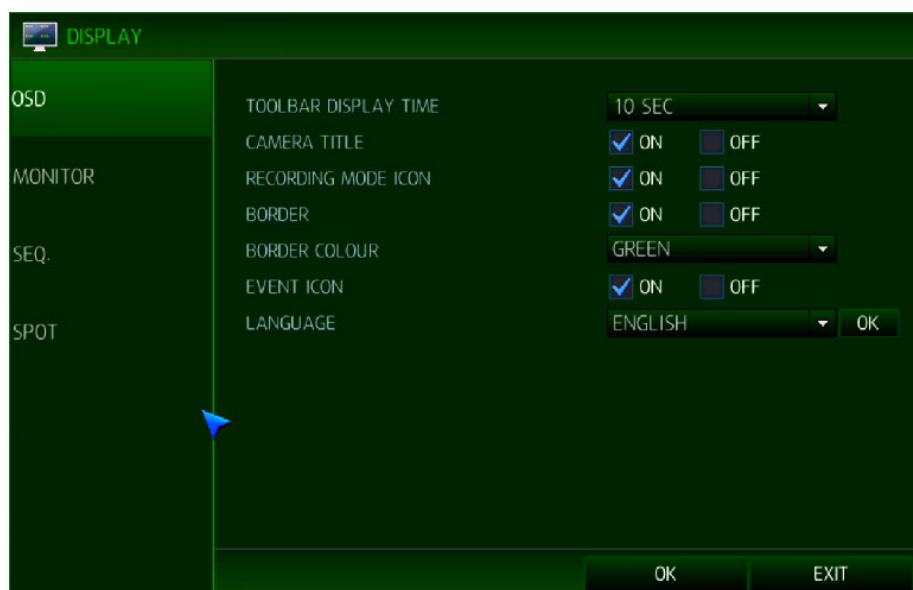 DISPLAY
OSD
MONITOR
SEQ.
SPOT
TOOLBAR DISPLAY TIME 10 SEC
CAMERA TITLE ON OFF
RECORDING MODE ICON ON OFF
BORDER ON OFF
BORDER COLOUR GREEN
EVENT ICON ON OFF
LANGUAGE ENGLISH OK
OK EXIT